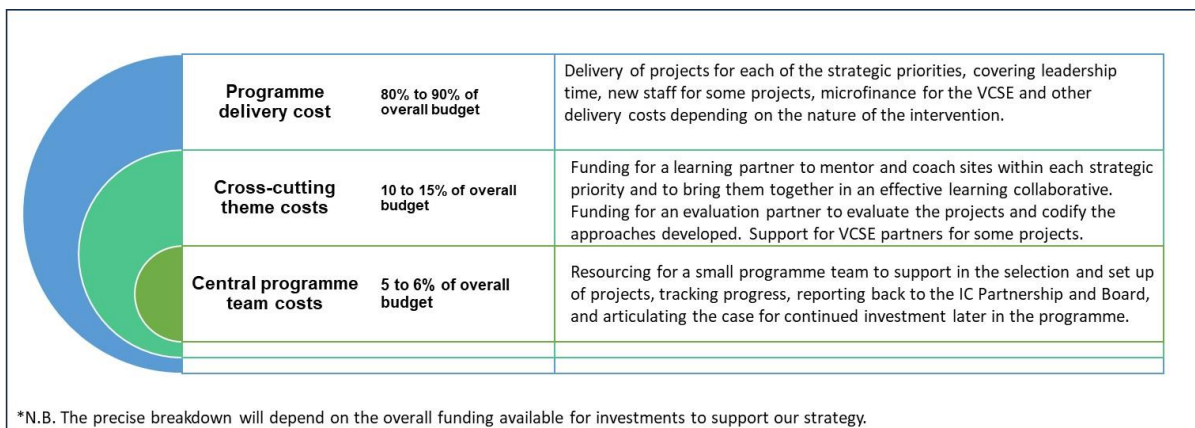 Programme
delivery cost
80% to 90% of
overall budget
Delivery of projects for each of the strategic priorities, covering leadership
time, new staff for some projects, microfinance for the VCSE and other
delivery costs depending on the nature of the intervention.
Cross-cutting
theme costs
10 to 15% of overall
budget
Funding for a learning partner to mentor and coach sites within each strategic
priority and to bring them together in an effective learning collaborative.
Funding for an evaluation partner to evaluate the projects and codify the
approaches developed. Support for VCSE partners for some projects.
Central programme
team costs
5 to 6% of overall
budget
Resourcing for a small programme team to support in the selection and set up
of projects, tracking progress, reporting back to the IC Partnership and Board,
and articulating the case for continued investment later in the programme.
*N.B. The precise breakdown will depend on the overall funding available for investments to support our strategy.